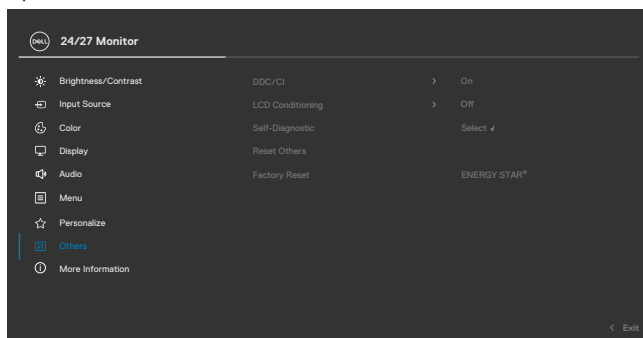 DELL 24/27 Monitor
Brightness/Contrast DDC/CI > On
Input Source LCD Conditioning > Off
Color Self-Diagnostic Select ↲
Display Reset Others
Audio Factory Reset ENERGY STAR®
Menu
Personalize
Others
More Information
< Exit